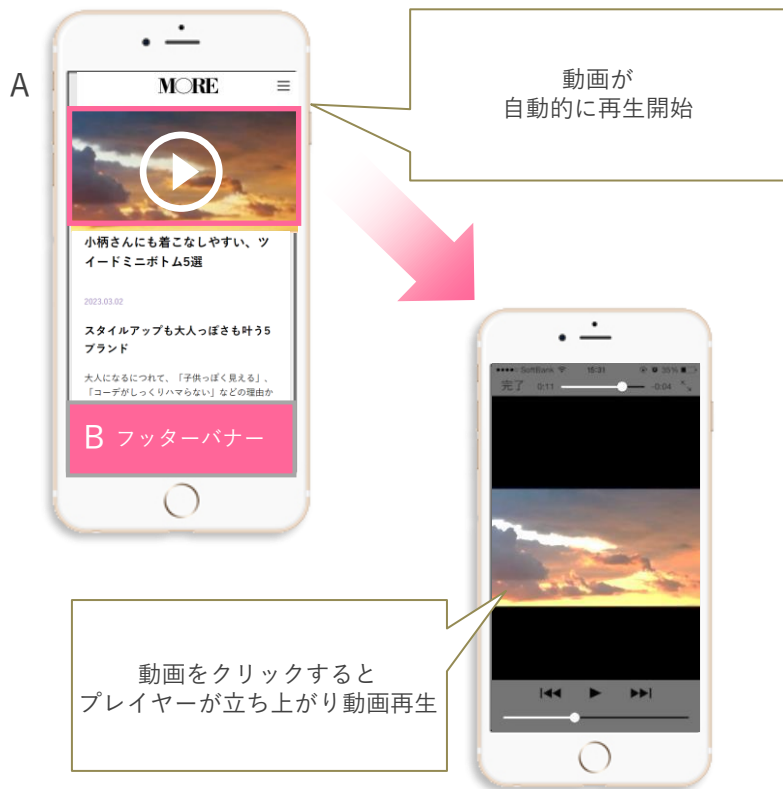 A
MORE
動画が
自動的に再生開始
小柄さんにも着こなしやすい、ツ
イードミニボトム5選
2023.03.02
スタイルアップも大人っぽさも叶う5
ブランド
大人になるにつれて、「子供っぽく見える」、
「コーデがしっくりハマらない」などの理由か
B フッターバナー
SoftBank 15:31 35%
完了 0:11 -0:04
動画をクリックすると
プレイヤーが立ち上がり動画再生